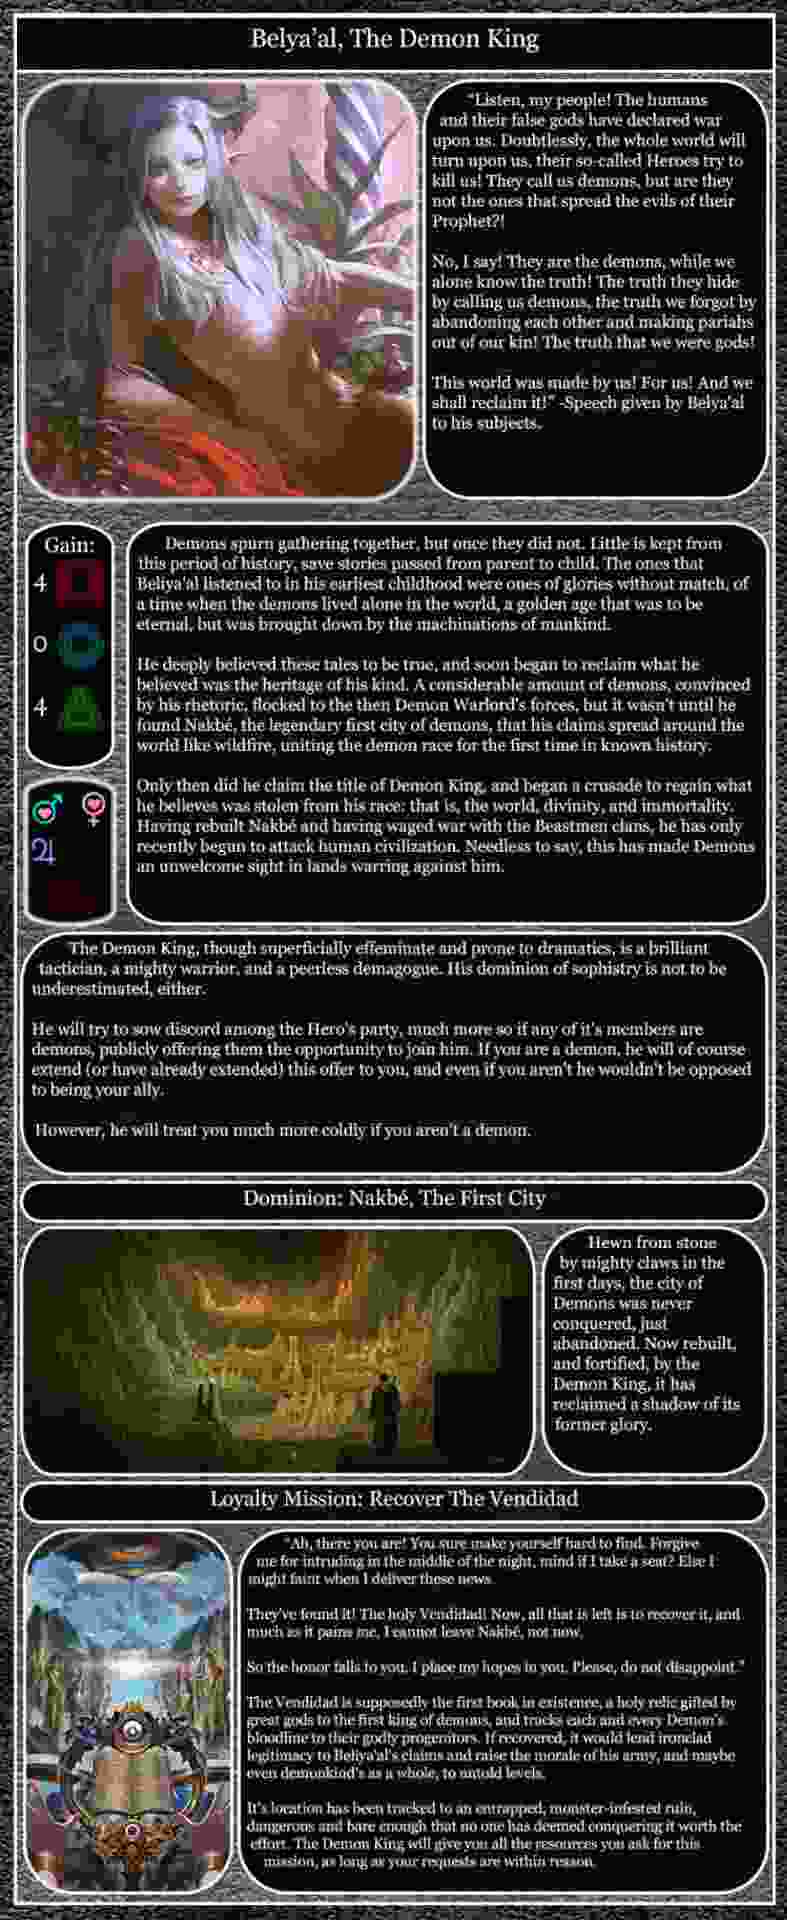 Belya'al, The Demon King
"Listen, my people! The humans
and their false gods have declared war
upon us. Doubtlessly, the whole world will
turn upon us, their so-called Heroes try to
kill us! They call us demons, but are they
not the ones that spread the evils of their
Prophet?!
No, I say! They are the demons, while we
alone know the truth! The truth they hide
by calling us demons, the truth we forgot by
abandoning each other and making pariahs
out of our kin! The truth that we were gods!
This world was made by us! For us! And we
shall reclaim it!" -Speech given by Belya'al
to his subjects.
Gain:
4
0
4
Demons spurn gathering together, but once they did not. Little is kept from
this period of history, save stories passed from parent to child. The ones that
Beliya'al listened to in his earliest childhood were ones of glories without match, of
a time when the demons lived alone in the world, a golden age that was to be
eternal, but was brought down by the machinations of mankind.
He deeply believed these tales to be true, and soon began to reclaim what he
believed was the heritage of his kind. A considerable amount of demons, convinced
by his rhetoric, flocked to the then Demon Warlord's forces, but it wasn't until he
found Nakbé, the legendary first city of demons, that his claims spread around the
world like wildfire, uniting the demon race for the first time in known history.
Only then did he claim the title of Demon King, and began a crusade to regain what
he believes was stolen from his race: that is, the world, divinity, and immortality.
Having rebuilt Nakbé and having waged war with the Beastmen clans, he has only
recently begun to attack human civilization. Needless to say, this has made Demons
an unwelcome sight in lands warring against him.
The Demon King, though superficially effeminate and prone to dramatics, is a brilliant
tactician, a mighty warrior, and a peerless demagogue. His dominion of sophistry is not to be
underestimated, either.
He will try to sow discord among the Hero's party, much more so if any of it's members are
demons, publicly offering them the opportunity to join him. If you are a demon, he will of course
extend (or have already extended) this offer to you, and even if you aren't he wouldn't be opposed
to being your ally.
However, he will treat you much more coldly if you aren't a demon.
Dominion: Nakbé, The First City
Hewn from stone
by mighty claws in the
first days, the city of
Demons was never
conquered, just
abandoned. Now rebuilt,
and fortified, by the
Demon King, it has
reclaimed a shadow of its
former glory.
Loyalty Mission: Recover The Vendidad
"Ah, there you are! You sure make yourself hard to find. Forgive
me for intruding in the middle of the night, mind if I take a seat? Else I
might faint when I deliver these news.
They've found it! The holy Vendidad! Now, all that is left is to recover it, and
much as it pains me, I cannot leave Nakbé, not now.
So the honor falls to you. I place my hopes in you. Please, do not disappoint."
The Vendidad is supposedly the first book in existence, a holy relic gifted by
great gods to the first king of demons, and tracks each and every Demon's
bloodline to their godly progenitors. If recovered, it would lend ironclad
legitimacy to Beliya'al's claims and raise the morale of his army, and maybe
even demonkind's as a whole, to untold levels.
It's location has been tracked to an entrapped, monster-infested ruin,
dangerous and bare enough that no one has deemed conquering it worth the
effort. The Demon King will give you all the resources you ask for this
mission, as long as your requests are within reason.